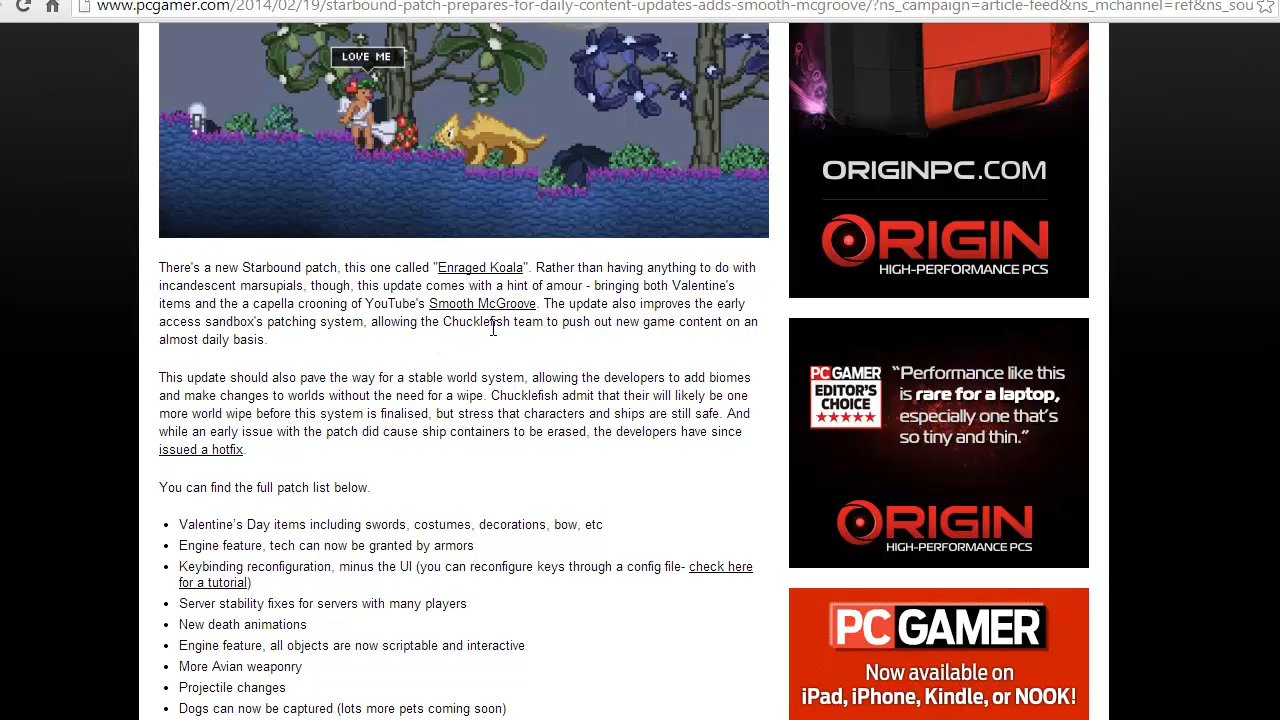 www.pcgamer.com/2014/02/19/starbound-patch-prepares-for-daily-content-updates-adds-smooth-mcgroove/?ns_campaign=article-feed&ns_mchannel=ref&ns_sou
LOVE ME
There's a new Starbound patch, this one called "Enraged Koala". Rather than having anything to do with
incandescent marsupials, though, this update comes with a hint of amour - bringing both Valentine's
items and the a capella crooning of YouTube's Smooth McGroove. The update also improves the early
access sandbox's patching system, allowing the Chucklefish team to push out new game content on an
almost daily basis.
This update should also pave the way for a stable world system, allowing the developers to add biomes
and make changes to worlds without the need for a wipe. Chucklefish admit that their will likely be one
more world wipe before this system is finalised, but stress that characters and ships are still safe. And
while an early issue with the patch did cause ship containers to be erased, the developers have since
issued a hotfix.
You can find the full patch list below.
• Valentine's Day items including swords, costumes, decorations, bow, etc
• Engine feature, tech can now be granted by armors
• Keybinding reconfiguration, minus the UI (you can reconfigure keys through a config file- check here
for a tutorial)
• Server stability fixes for servers with many players
• New death animations
• Engine feature, all objects are now scriptable and interactive
• More Avian weaponry
• Projectile changes
• Dogs can now be captured (lots more pets coming soon)
ORIGINPC.COM
ORIGIN
HIGH-PERFORMANCE PCS
PC GAMER
EDITOR'S
CHOICE
★★★★★
“Performance like this
is rare for a laptop,
especially one that's
so tiny and thin.”
ORIGIN
HIGH-PERFORMANCE PCS
PC GAMER
Now available on
iPad, iPhone, Kindle, or NOOK!